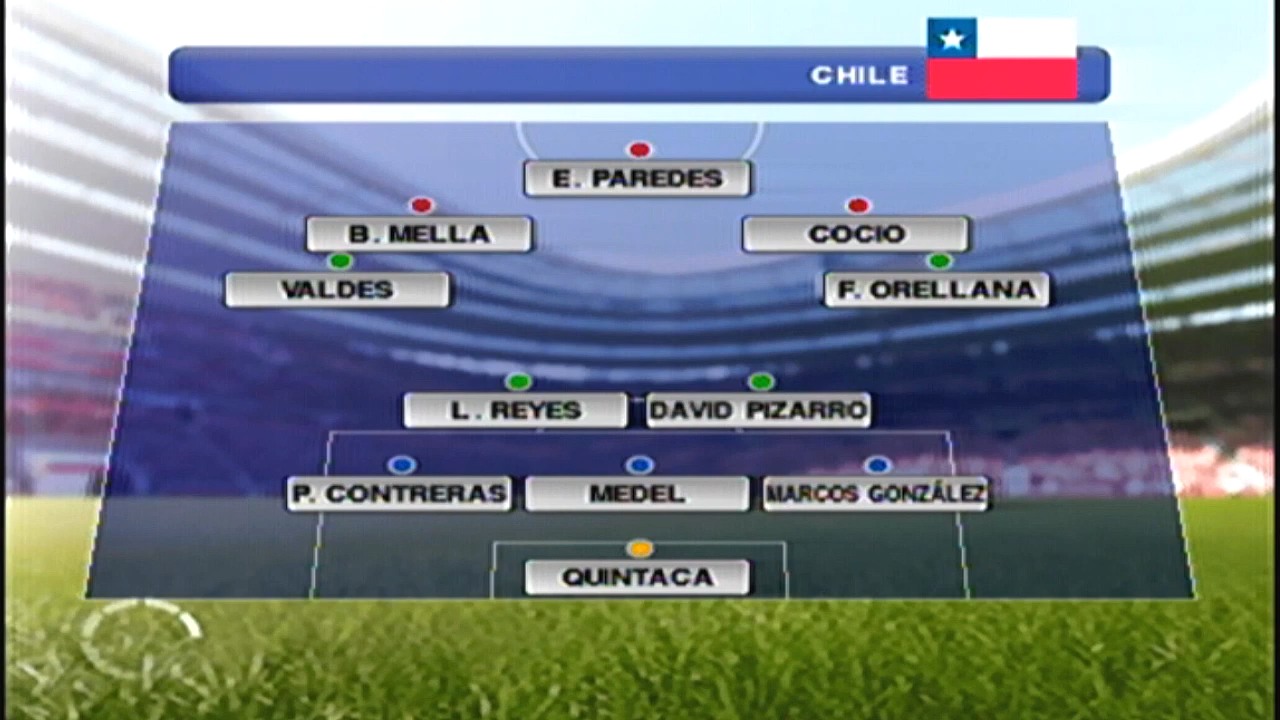 CHILE
E. PAREDES
B. MELLA
COCIO
VALDES
F. ORELLANA
L. REYES
DAVID PIZARRO
P. CONTRERAS
MEDEL
MARCOS GONZÁLEZ
QUINTACA